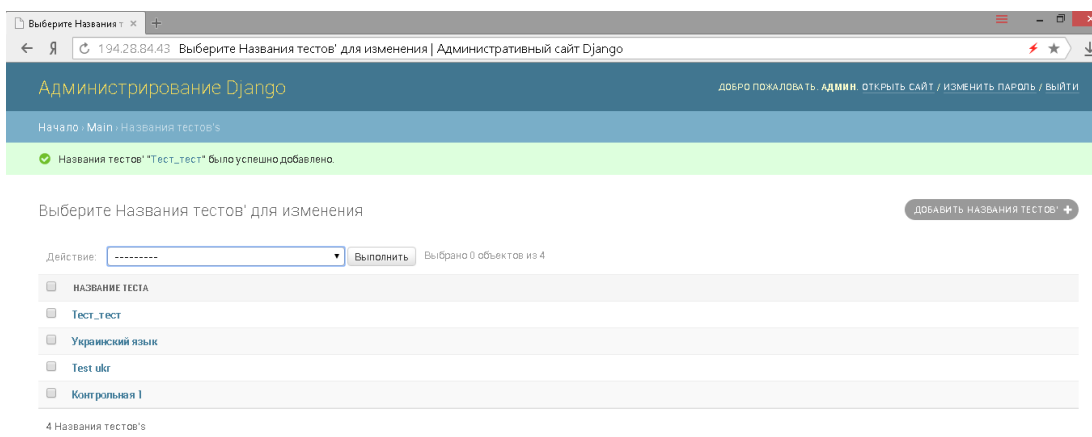 Выберите Названия т
194.28.84.43 Выберите Названия тестов' для изменения | Административный сайт Django
Администрирование Django
ДОБРО ПОЖАЛОВАТЬ, АДМИН. ОТКРЫТЬ САЙТ / ИЗМЕНИТЬ ПАРОЛЬ / ВЫЙТИ
Начало › Main › Названия тестов's
Названия тестов' "Тест_тест" было успешно добавлено.
Выберите Названия тестов' для изменения
ДОБАВИТЬ НАЗВАНИЯ ТЕСТОВ' +
Действие: --------- Выполнить Выбрано 0 объектов из 4
НАЗВАНИЕ ТЕСТА
Тест_тест
Украинский язык
Test ukr
Контрольная 1
4 Названия тестов's